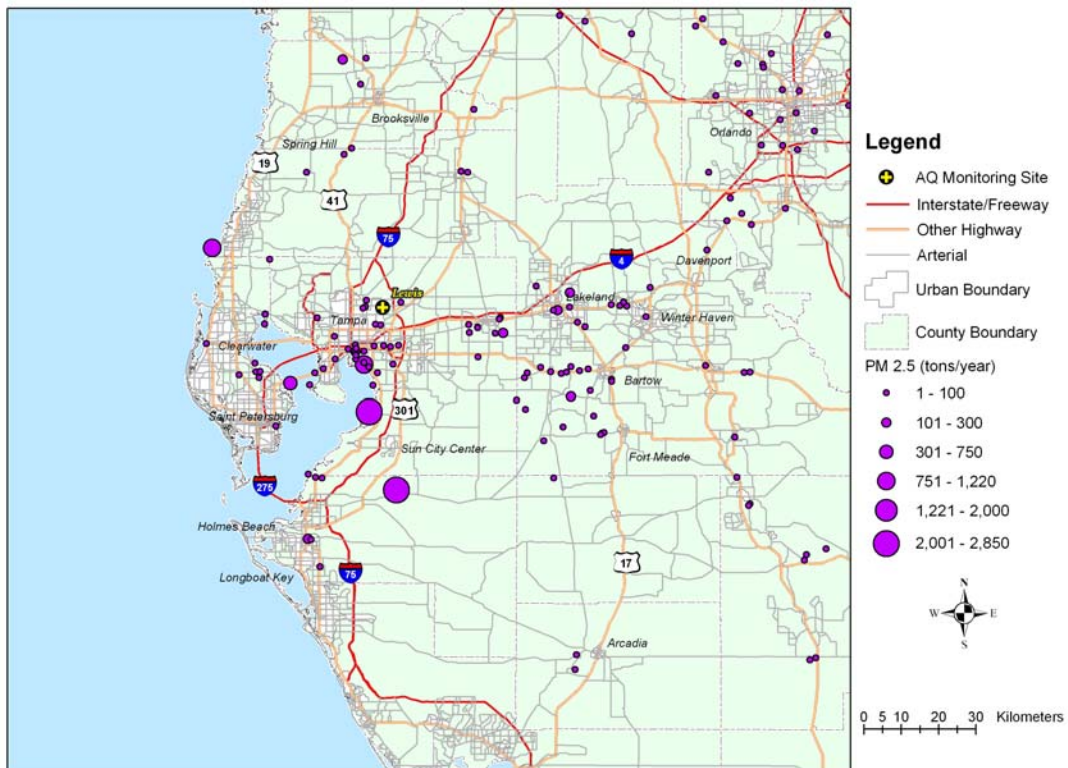 Brooksville
Orlando
Spring Hill
19
41
75
4
Davenport
Lewis
Lakeland
Tampa
Winter Haven
Clearwater
Bartow
301
Saint Petersburg
Sun City Center
Fort Meade
275
Holmes Beach
17
Longboat Key
75
Arcadia
Legend
AQ Monitoring Site
Interstate/Freeway
Other Highway
Arterial
Urban Boundary
County Boundary
PM 2.5 (tons/year)
1 - 100
101 - 300
301 - 750
751 - 1,220
1,221 - 2,000
2,001 - 2,850
N
W E
S
0 5 10 20 30 Kilometers